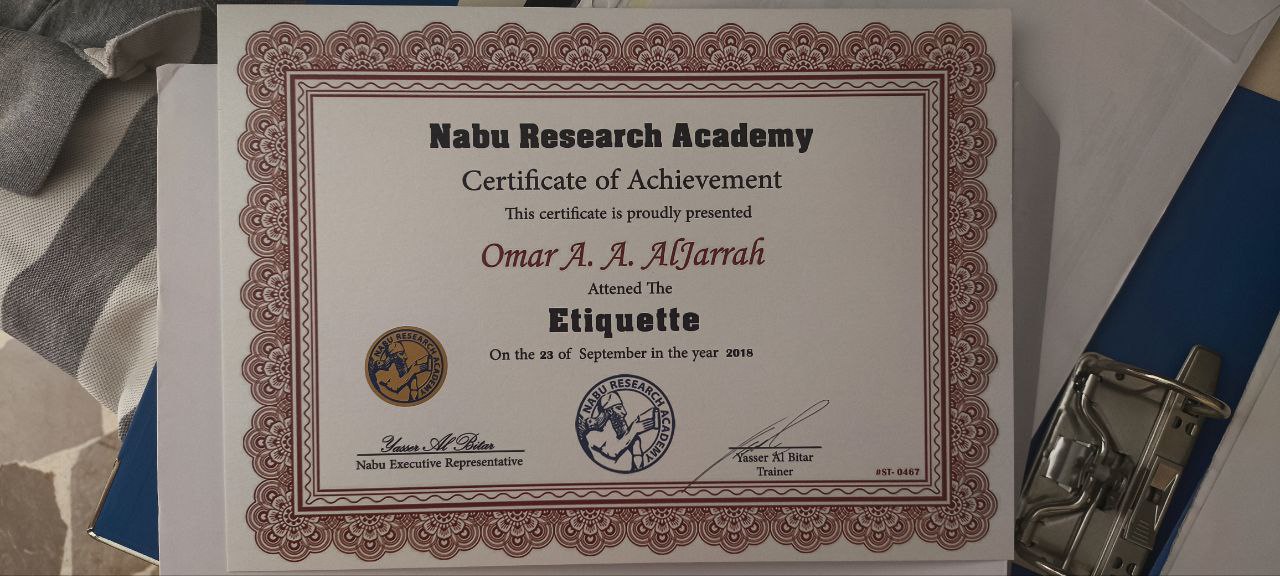 Nabu Research Academy
Certificate of Achievement
This certificate is proudly presented
Omar A. A. AlJarrah
Attened The
Etiquette
On the 23 of September in the year 2018
NABU RESEARCH ACADEMY
NABU RESEARCH ACADEMY
Yasser Al Bitar
Nabu Executive Representative
Yasser Al Bitar
Trainer
#ST- 0467